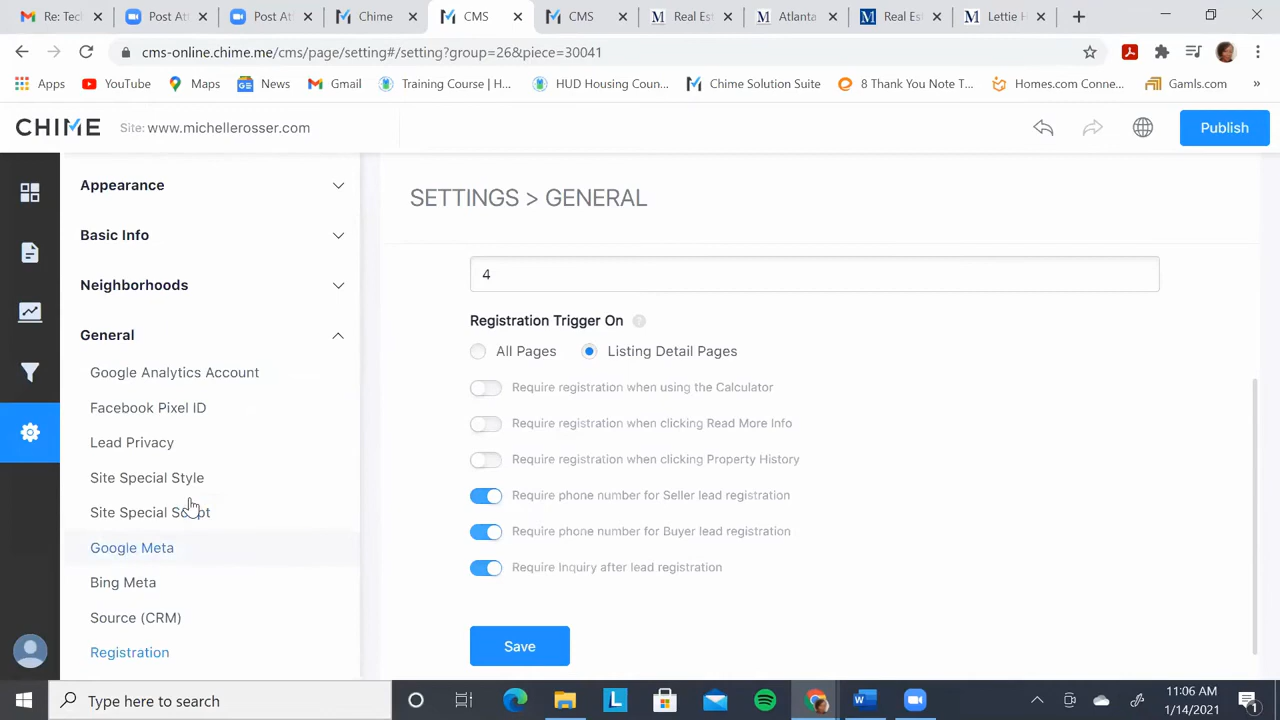 Re: Tec
Post Att
Post Att
Chime
CMS
CMS
Real Es
Atlanta
Real Es
Lettie H
cms-online.chime.me/cms/page/setting#/setting?group=26&piece=30041
Apps
YouTube
Maps
News
Gmail
Training Course | H...
HUD Housing Coun...
Chime Solution Suite
8 Thank You Note T...
Homes.com Conne...
Gamls.com
»
CHIME
Site: www.michellerosser.com
Publish
Appearance
Basic Info
Neighborhoods
General
Google Analytics Account
Facebook Pixel ID
Lead Privacy
Site Special Style
Site Special Script
Google Meta
Bing Meta
Source (CRM)
Registration
SETTINGS > GENERAL
4
Registration Trigger On ?
All Pages
Listing Detail Pages
Require registration when using the Calculator
Require registration when clicking Read More Info
Require registration when clicking Property History
Require phone number for Seller lead registration
Require phone number for Buyer lead registration
Require Inquiry after lead registration
Save
Type here to search
11:06 AM
1/14/2021